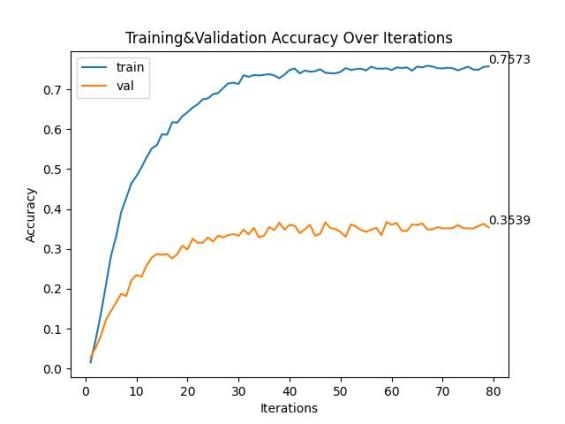 Training&Validation Accuracy Over Iterations
train
val
0.7573
0.3539
0.7
0.6
0.5
0.4
0.3
0.2
0.1
0.0
Accuracy
0 10 20 30 40 50 60 70 80
Iterations